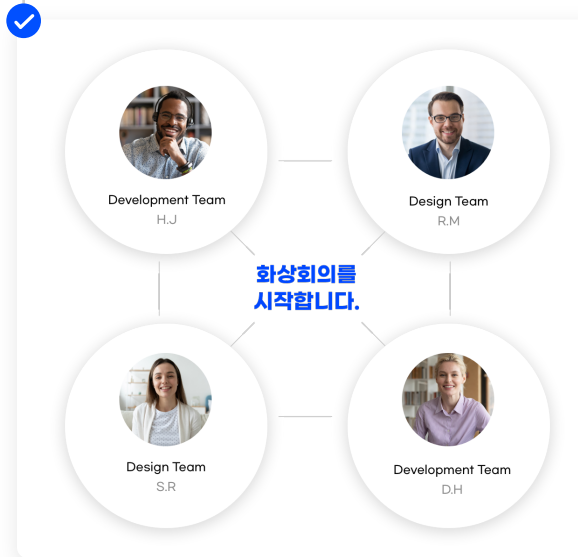 Development Team
H.J
Design Team
R.M
화상회의를
시작합니다.
Design Team
S.R
Development Team
D.H